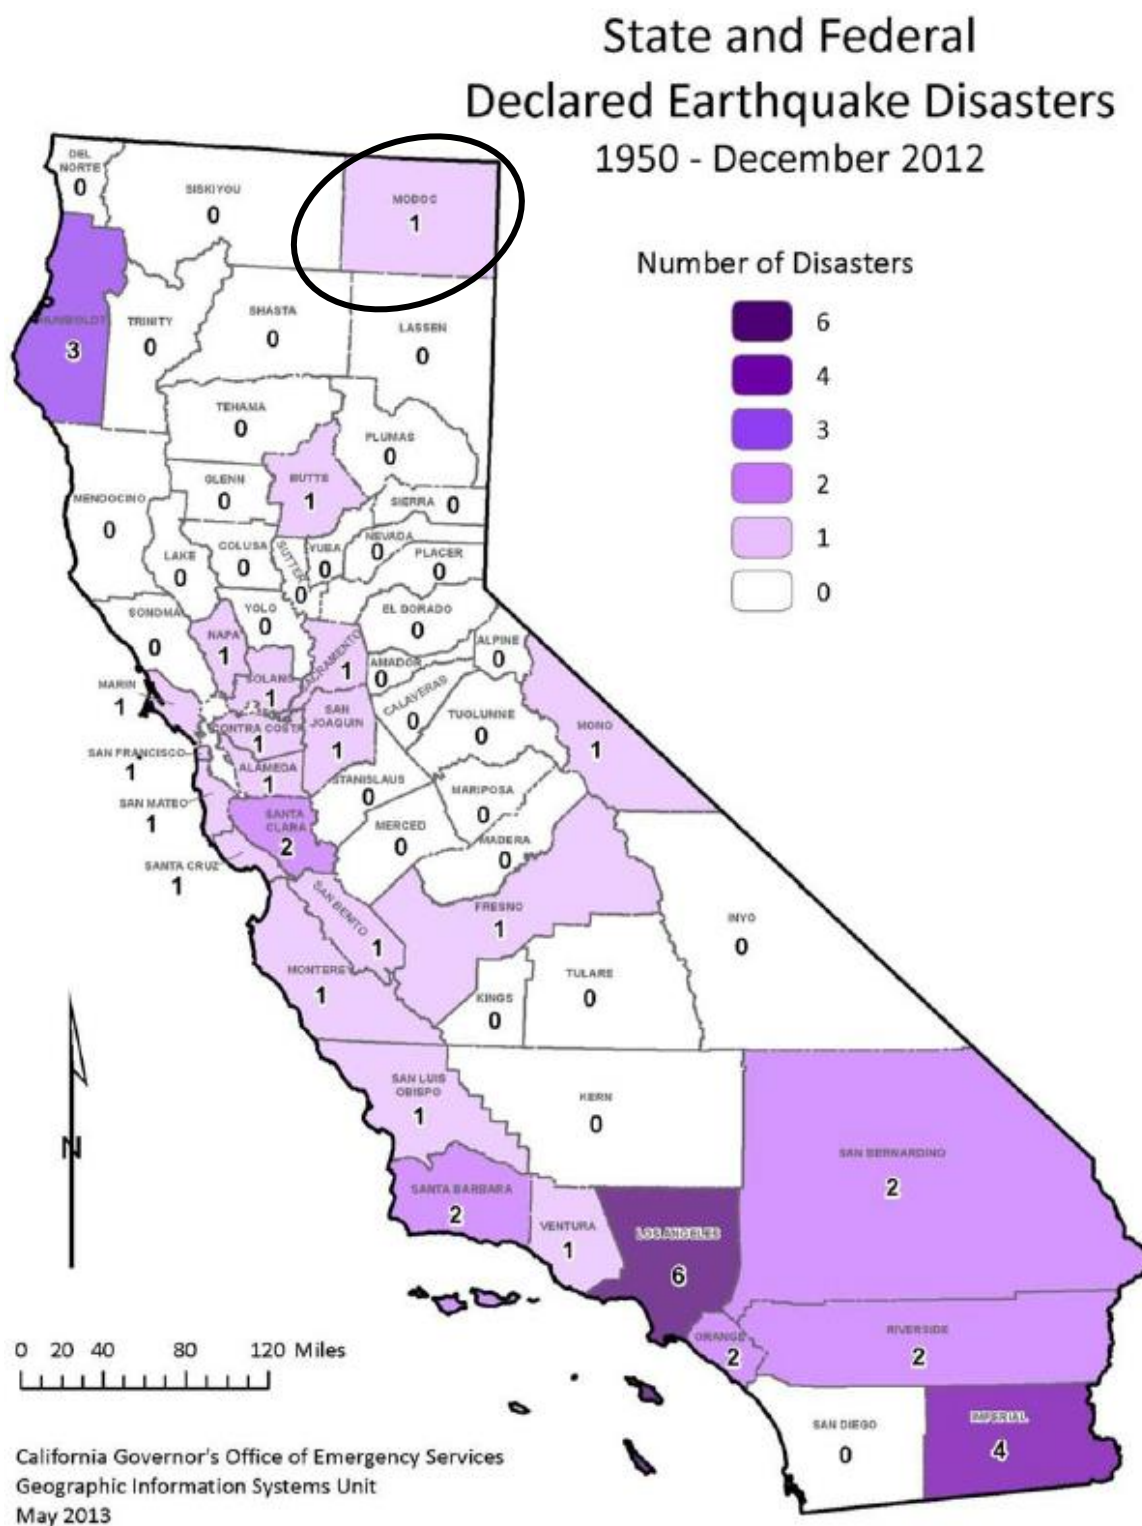 State and Federal
Declared Earthquake Disasters
1950 - December 2012
Number of Disasters
6
4
3
2
1
0
DEL
NORTE
0
SISKIYOU
0
MODOC
1
HUMBOLDT
3
TRINITY
0
SHASTA
0
LASSEN
0
TEHAMA
0
PLUMAS
0
MENDOCINO
0
GLENN
0
BUTTE
1
SIERRA 0
LAKE
0
COLUSA
0
SUTTER
0
YUBA
0
NEVADA
0
PLACER
0
SONOMA
0
YOLO
0
EL DORADO
0
NAPA
1
SOLANO
1
SACRAMENTO
1
AMADOR
0
ALPINE
0
MARIN
1
CONTRA COSTA
1
SAN
JOAQUIN
1
CALAVERAS
0
TUOLUMNE
0
MONO
1
SAN FRANCISCO
1
ALAMEDA
1
STANISLAUS
0
MARIPOSA
0
SAN MATEO
1
SANTA
CLARA
2
MERCED
0
MADERA
0
SANTA CRUZ
1
SAN BENITO
1
FRESNO
1
INYO
0
MONTEREY
1
KINGS
0
TULARE
0
SAN LUIS
OBISPO
1
KERN
0
SAN BERNARDINO
2
SANTA BARBARA
2
VENTURA
1
LOS ANGELES
6
ORANGE
2
RIVERSIDE
2
SAN DIEGO
0
IMPERIAL
4
N
0 20 40 80 120 Miles
California Governor's Office of Emergency Services
Geographic Information Systems Unit
May 2013